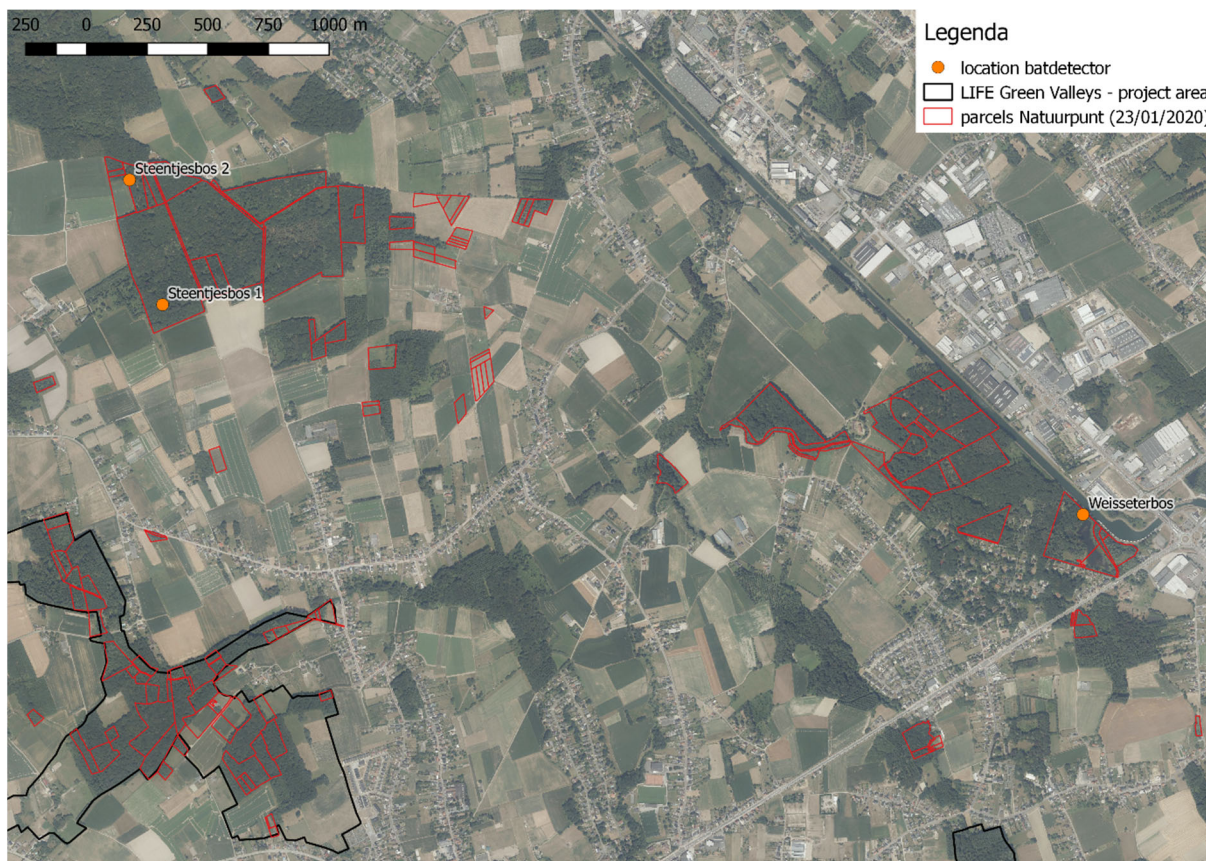 250 0 250 500 750 1000 m
Legenda
location batdetector
LIFE Green Valleys - project area
parcels Natuurpunt (23/01/2020)
Steentjesbos 2
Steentjesbos 1
Weisseterbos